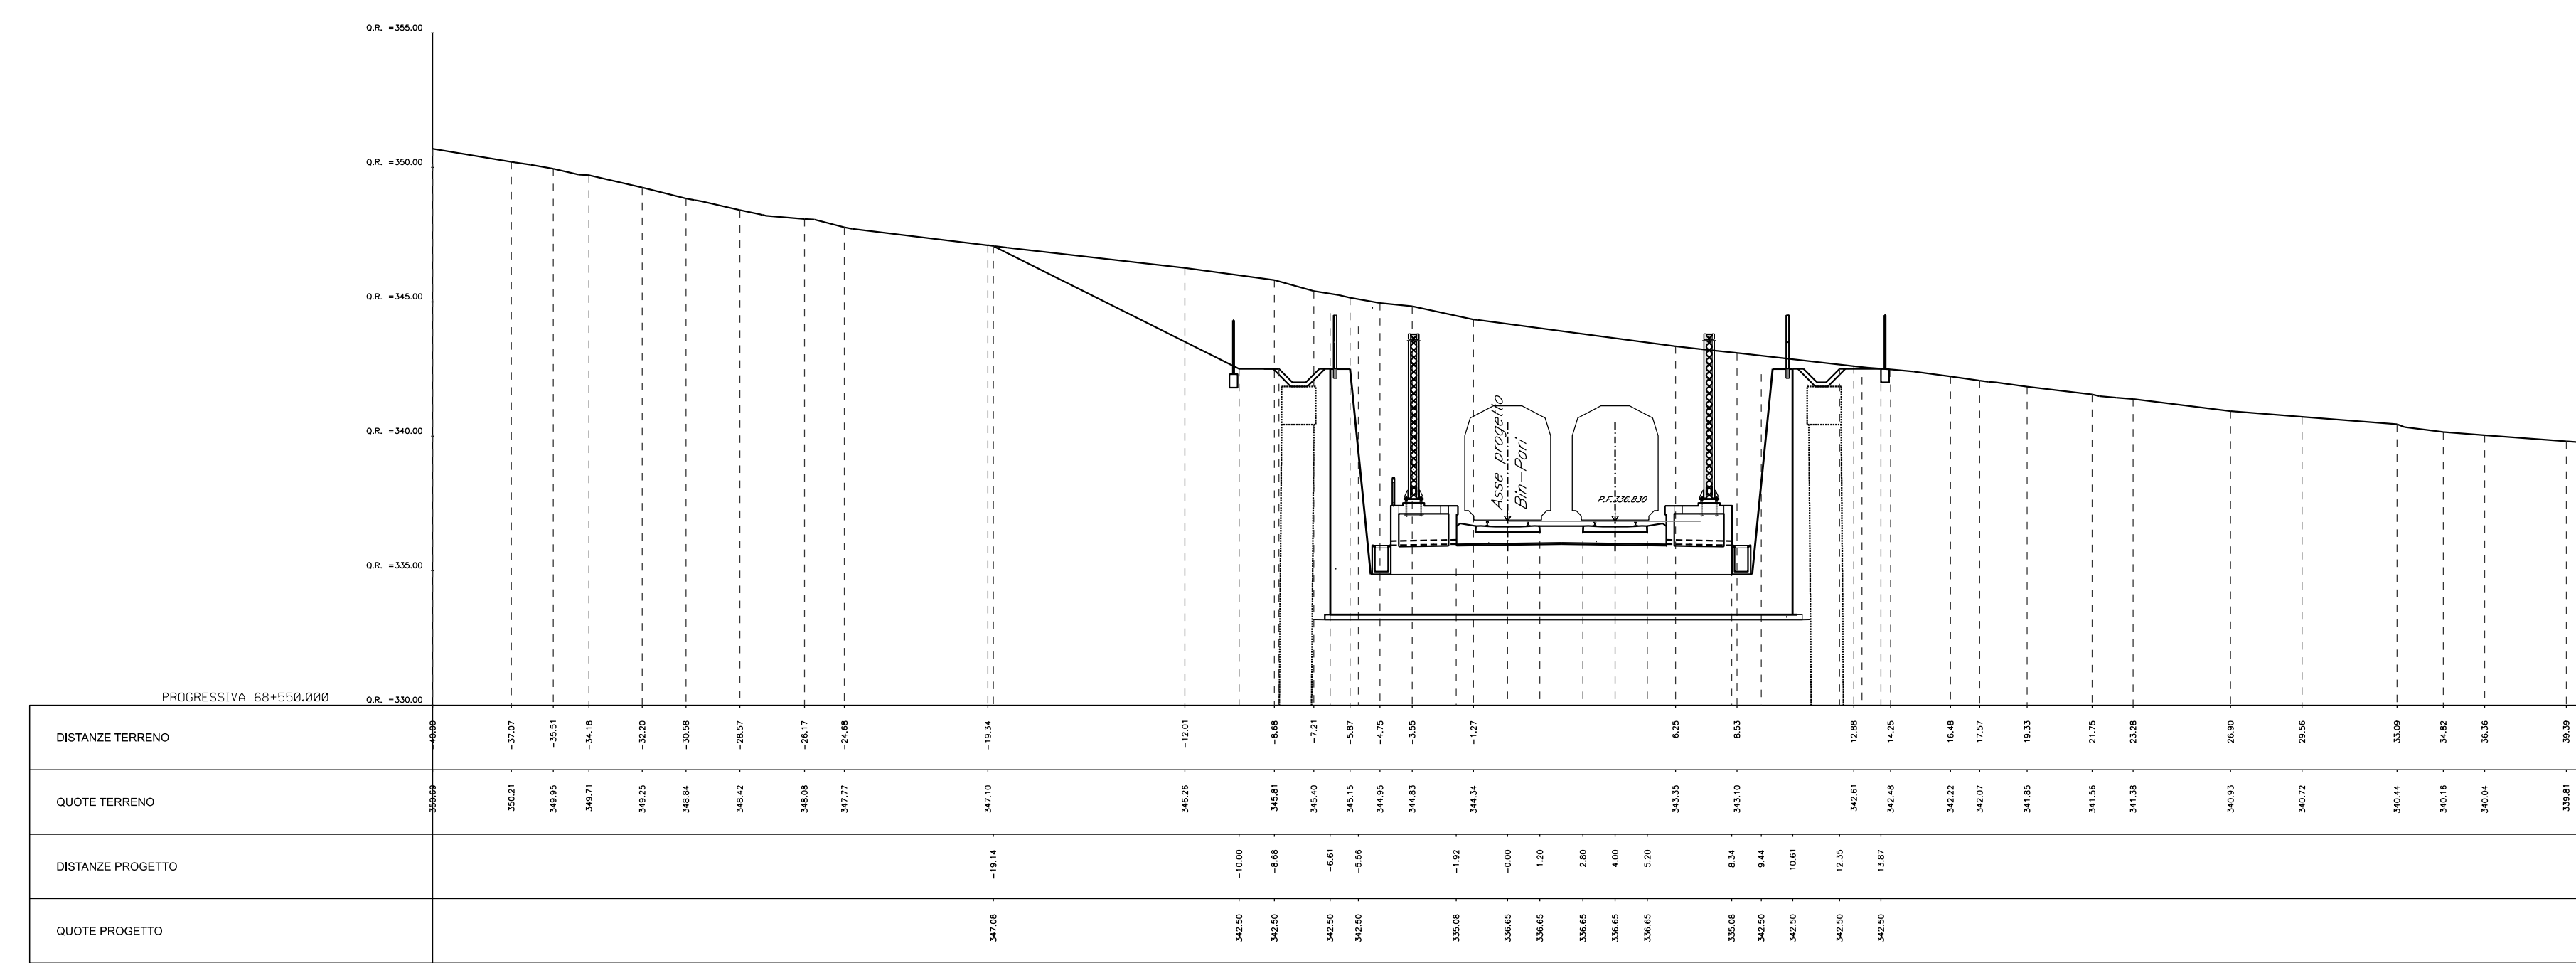 Q.R. =355.00
Q.R. =350.00
Q.R. =345.00
Q.R. =340.00
Q.R. =335.00
Q.R. =330.00
Asse progetto
Bin-Pari
P.F.336.830
PROGRESSIVA 68+550.000
DISTANZE TERRENO
-40.00 -37.07 -35.51 -34.18 -32.20 -30.58 -28.57 -26.17 -24.68 -19.34 -12.01 -8.68 -7.21 -5.87 -4.75 -3.55 -1.27 6.25 8.53 12.88 14.25 16.48 17.57 19.33 21.75 23.28 26.90 29.56 33.09 34.82 36.36 39.39
QUOTE TERRENO
350.69 350.21 349.95 349.71 349.25 348.84 348.42 348.08 347.77 347.10 346.26 345.81 345.40 345.15 344.95 344.83 344.34 343.35 343.10 342.61 342.48 342.22 342.07 341.85 341.56 341.38 340.93 340.72 340.44 340.16 340.04 339.81
DISTANZE PROGETTO
-19.14 -10.00 -8.68 -6.61 -5.56 -1.92 -0.00 1.20 2.80 4.00 5.20 8.34 9.44 10.61 12.35 13.87
QUOTE PROGETTO
347.08 342.50 342.50 342.50 342.50 335.08 336.65 336.65 336.65 336.65 336.65 335.08 342.50 342.50 342.50 342.50